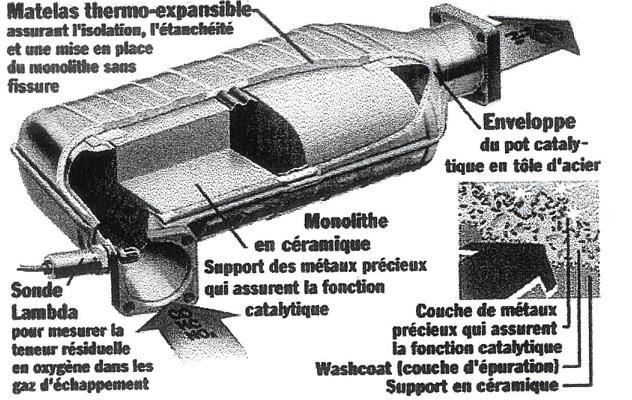 Matelas thermo-expansible
assurant l'isolation, l'étanchéité
et une mise en place
du monolithe sans
fissure
Enveloppe
du pot cataly-
tique en tôle d'acier
Monolithe
en céramique
Support des métaux précieux
qui assurent la fonction
catalytique
Sonde
Lambda
pour mesurer la
teneur résiduelle
en oxygène dans les
gaz d'échappement
Couche de métaux
précieux qui assurent
la fonction catalytique
Washcoat (couche d'épuration)
Support en céramique